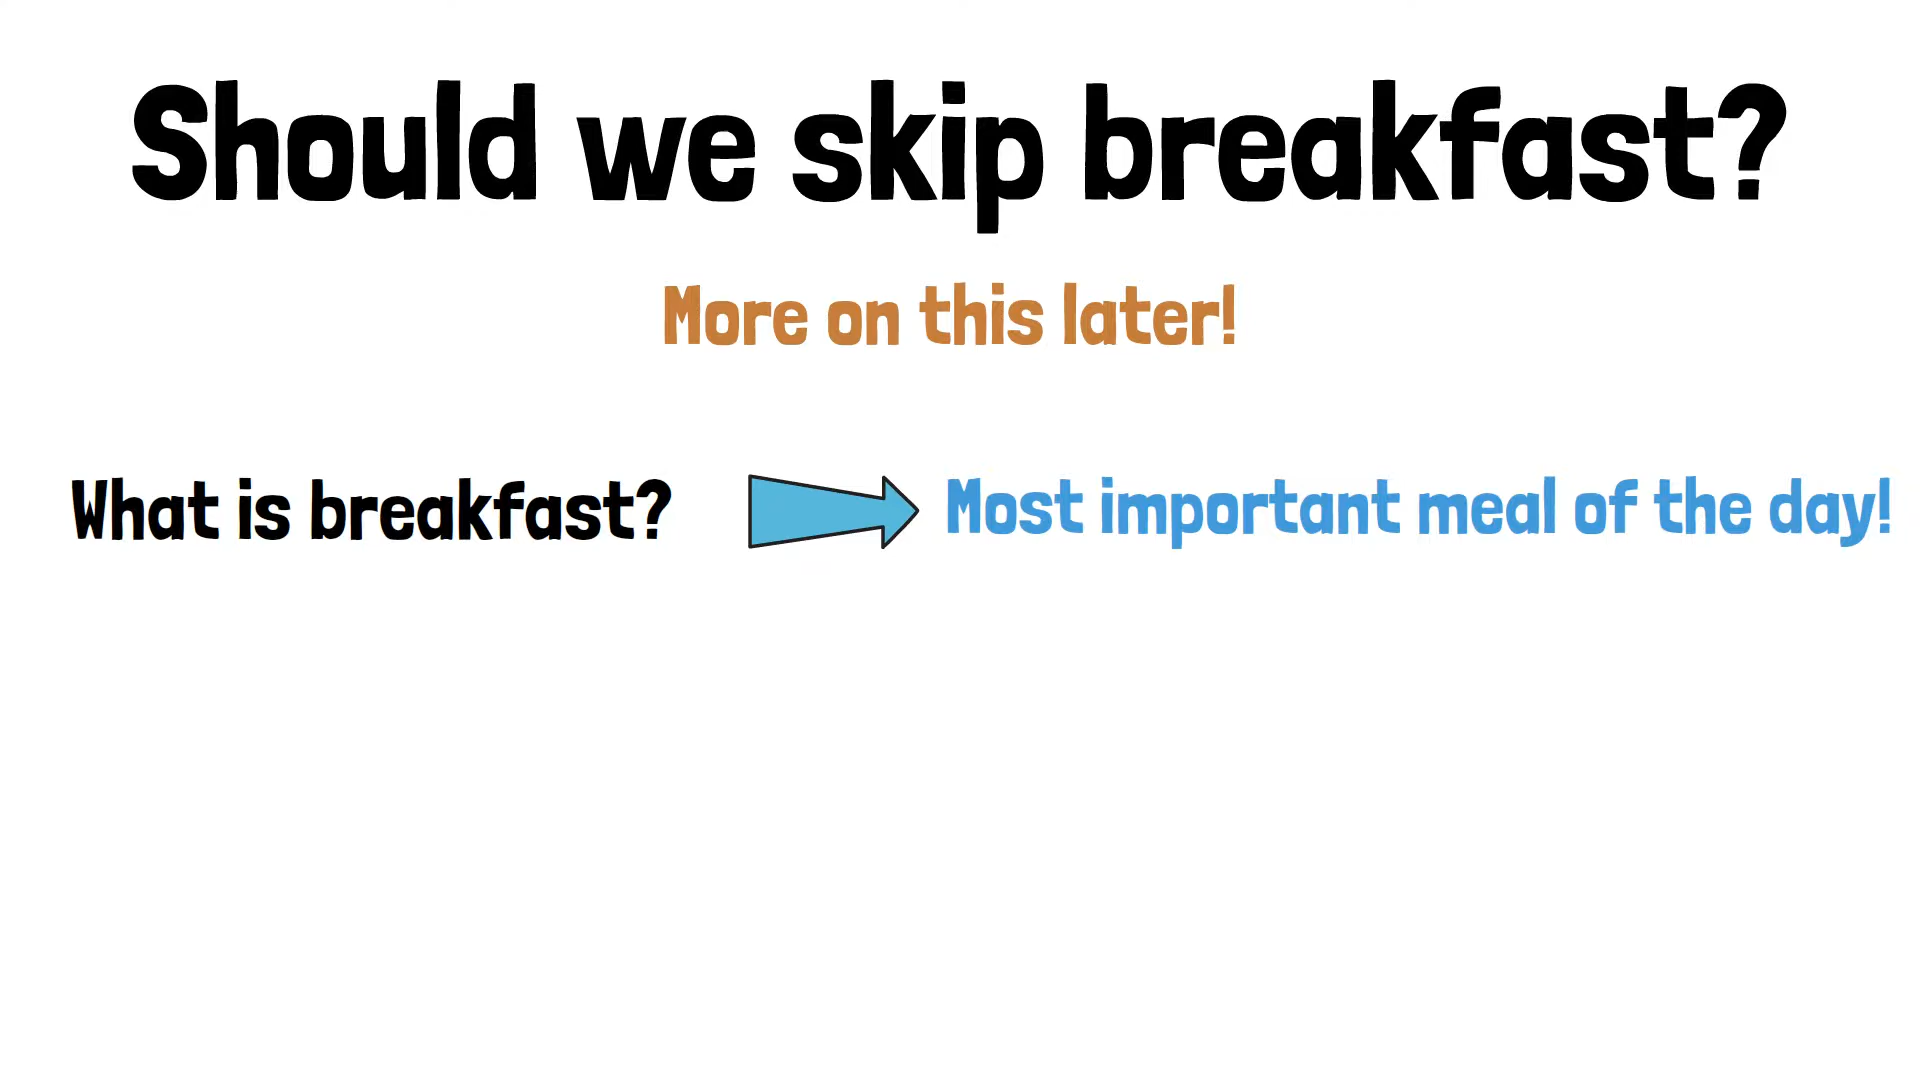 Should we skip breakfast?
More on this later!
What is breakfast? Most important meal of the day!